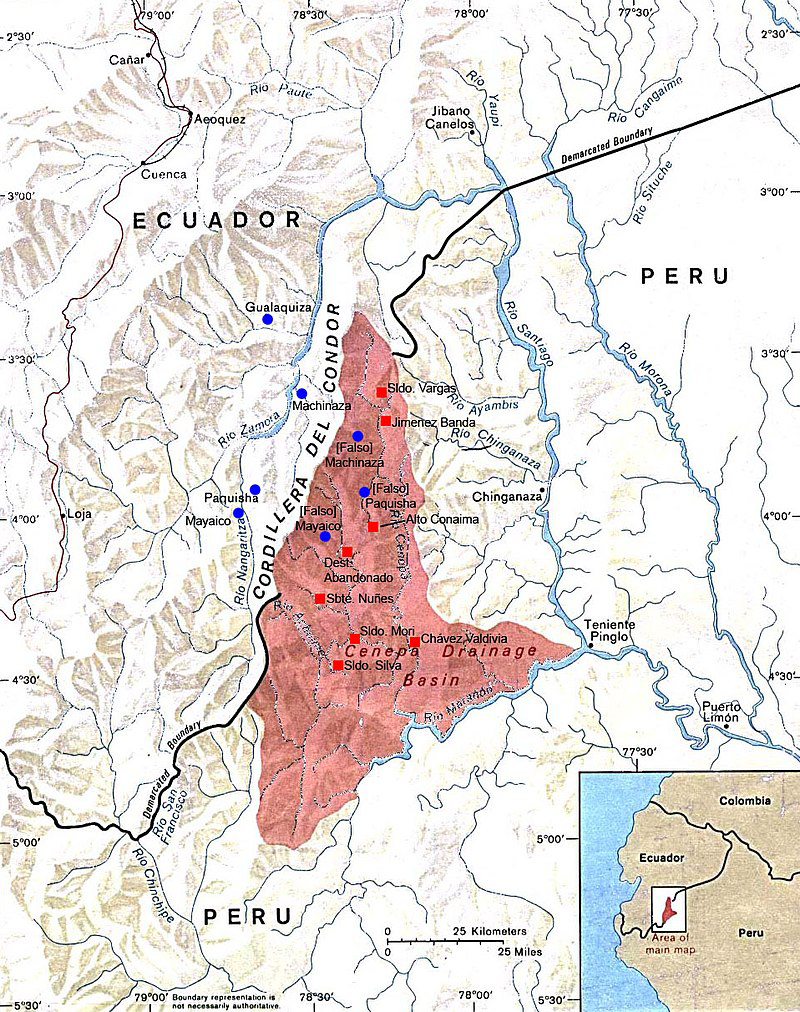 79°00'
78°30'
78°00'
77°30'
2°30'
2°30'
Cañar
Río Paute
Río Yaupi
Río Cangaime
Jibano
Canelos
Aeoquez
Demarcated Boundary
Cuenca
Río Situche
3°00'
3°00'
ECUADOR
PERU
Gualaquiza
CORDILLERA DEL CONDOR
Río Santiago
Río Morona
3°30'
3°30'
Sldo. Vargas
Machinaza
Río Ayambis
Río Zamora
Jimenez Banda
Río Chinganaza
[Falso]
Machinaza
Paquisha
[Falso]
Paquisha
Chinganaza
Mayaico
[Falso]
Mayaico
Alto Conaima
Loja
4°00'
4°00'
Río Nangaritza
Río Cenepa
Dest.
Abandonado
Sbte. Nuñes
Sldo. Mori
Chávez Valdivia
Teniente
Pinglo
Cenepa Drainage
Basin
Sldo. Silva
4°30'
4°30'
Río Marañón
Puerto
Limón
Demarcated Boundary
77°30'
Río San
Francisco
Colombia
5°00'
5°00'
Ecuador
Río Chinchipe
PERU
Peru
0 25 Kilometers
0 25 Miles
Area of
main map
5°30'
79°00'
Boundary representation is
not necessarily authoritative.
78°30'
78°00'
5°30'